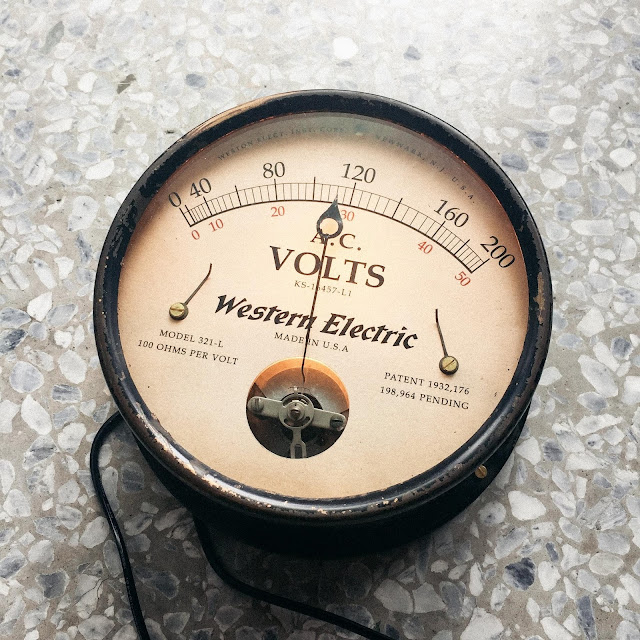 0 40 80 120 160 200
0 10 20 30 40 50
A.C.
VOLTS
Western Electric
MADE IN U.S.A
MODEL 321-L
100 OHMS PER VOLT
PATENT 1932,176
198,964 PENDING